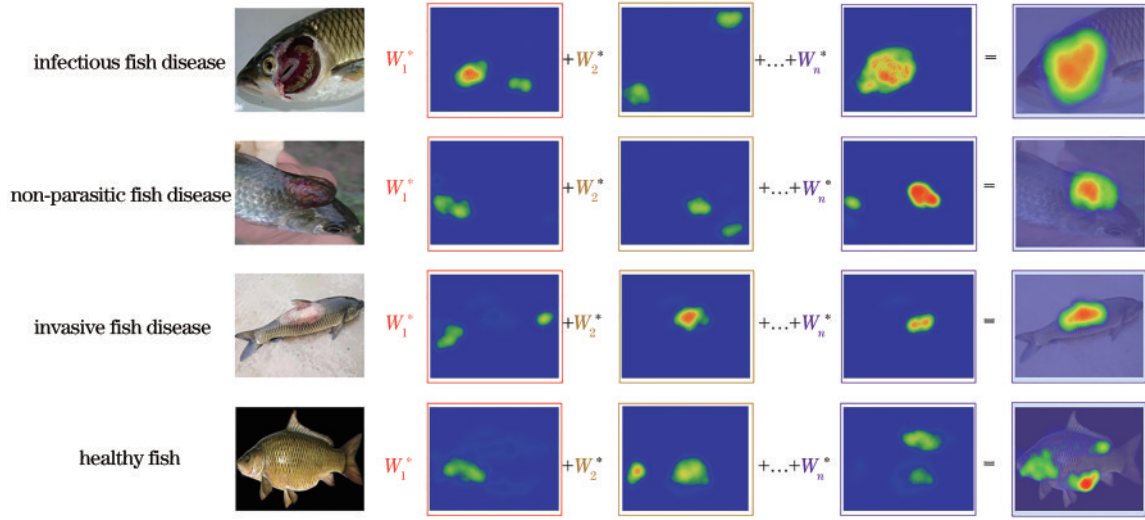 infectious fish disease W₁* +W₂* +...+Wₙ* =
non-parasitic fish disease W₁* +W₂* +...+Wₙ* =
invasive fish disease W₁* +W₂* +...+Wₙ* =
healthy fish W₁* +W₂* +...+Wₙ* =